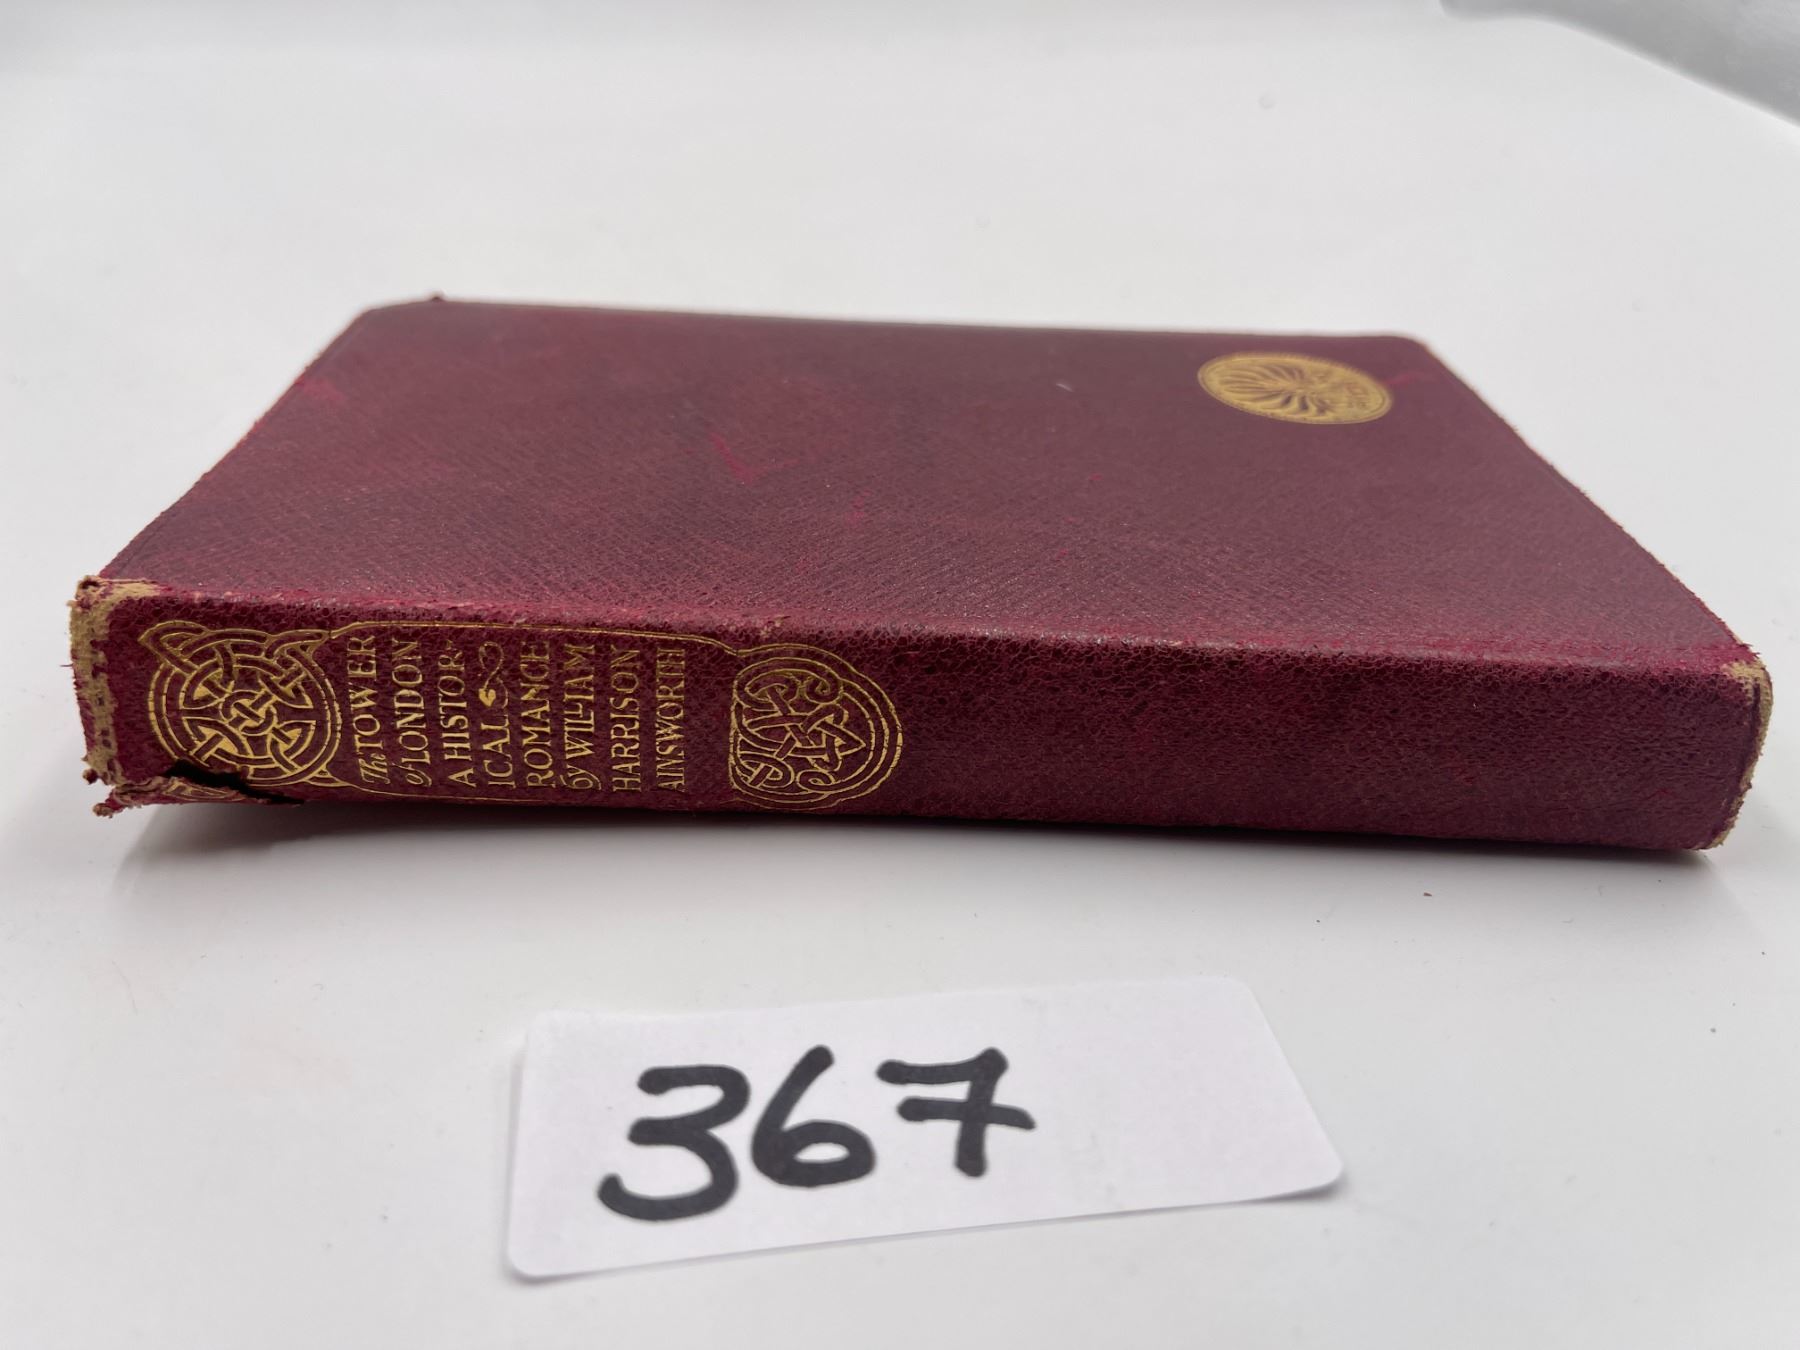 The TOWER
of LONDON
A HISTOR-
ICAL
ROMANCE
by WILLIAM
HARRISON
AINSWORTH
367